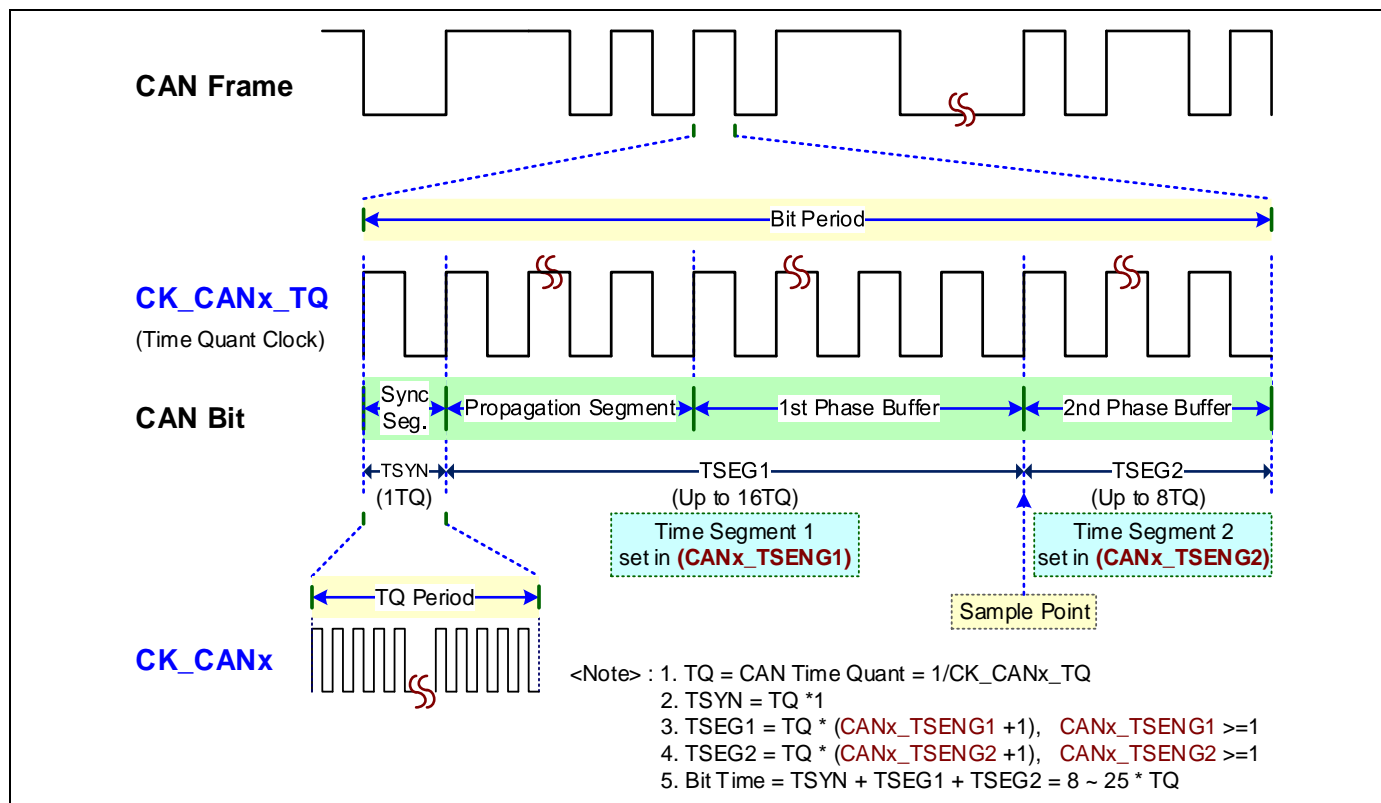 CAN Frame
Bit Period
CK_CANx_TQ
(Time Quant Clock)
CAN Bit
Sync
Seg.
Propagation Segment
1st Phase Buffer
2nd Phase Buffer
TSYN
(1TQ)
TSEG1
(Up to 16TQ)
TSEG2
(Up to 8TQ)
Time Segment 1
set in (CANx_TSENG1)
Time Segment 2
set in (CANx_TSENG2)
TQ Period
Sample Point
CK_CANx
<Note> : 1. TQ = CAN Time Quant = 1/CK_CANx_TQ
2. TSYN = TQ *1
3. TSEG1 = TQ * (CANx_TSENG1 +1), CANx_TSENG1 >=1
4. TSEG2 = TQ * (CANx_TSENG2 +1), CANx_TSENG2 >=1
5. Bit Time = TSYN + TSEG1 + TSEG2 = 8 ~ 25 * TQ